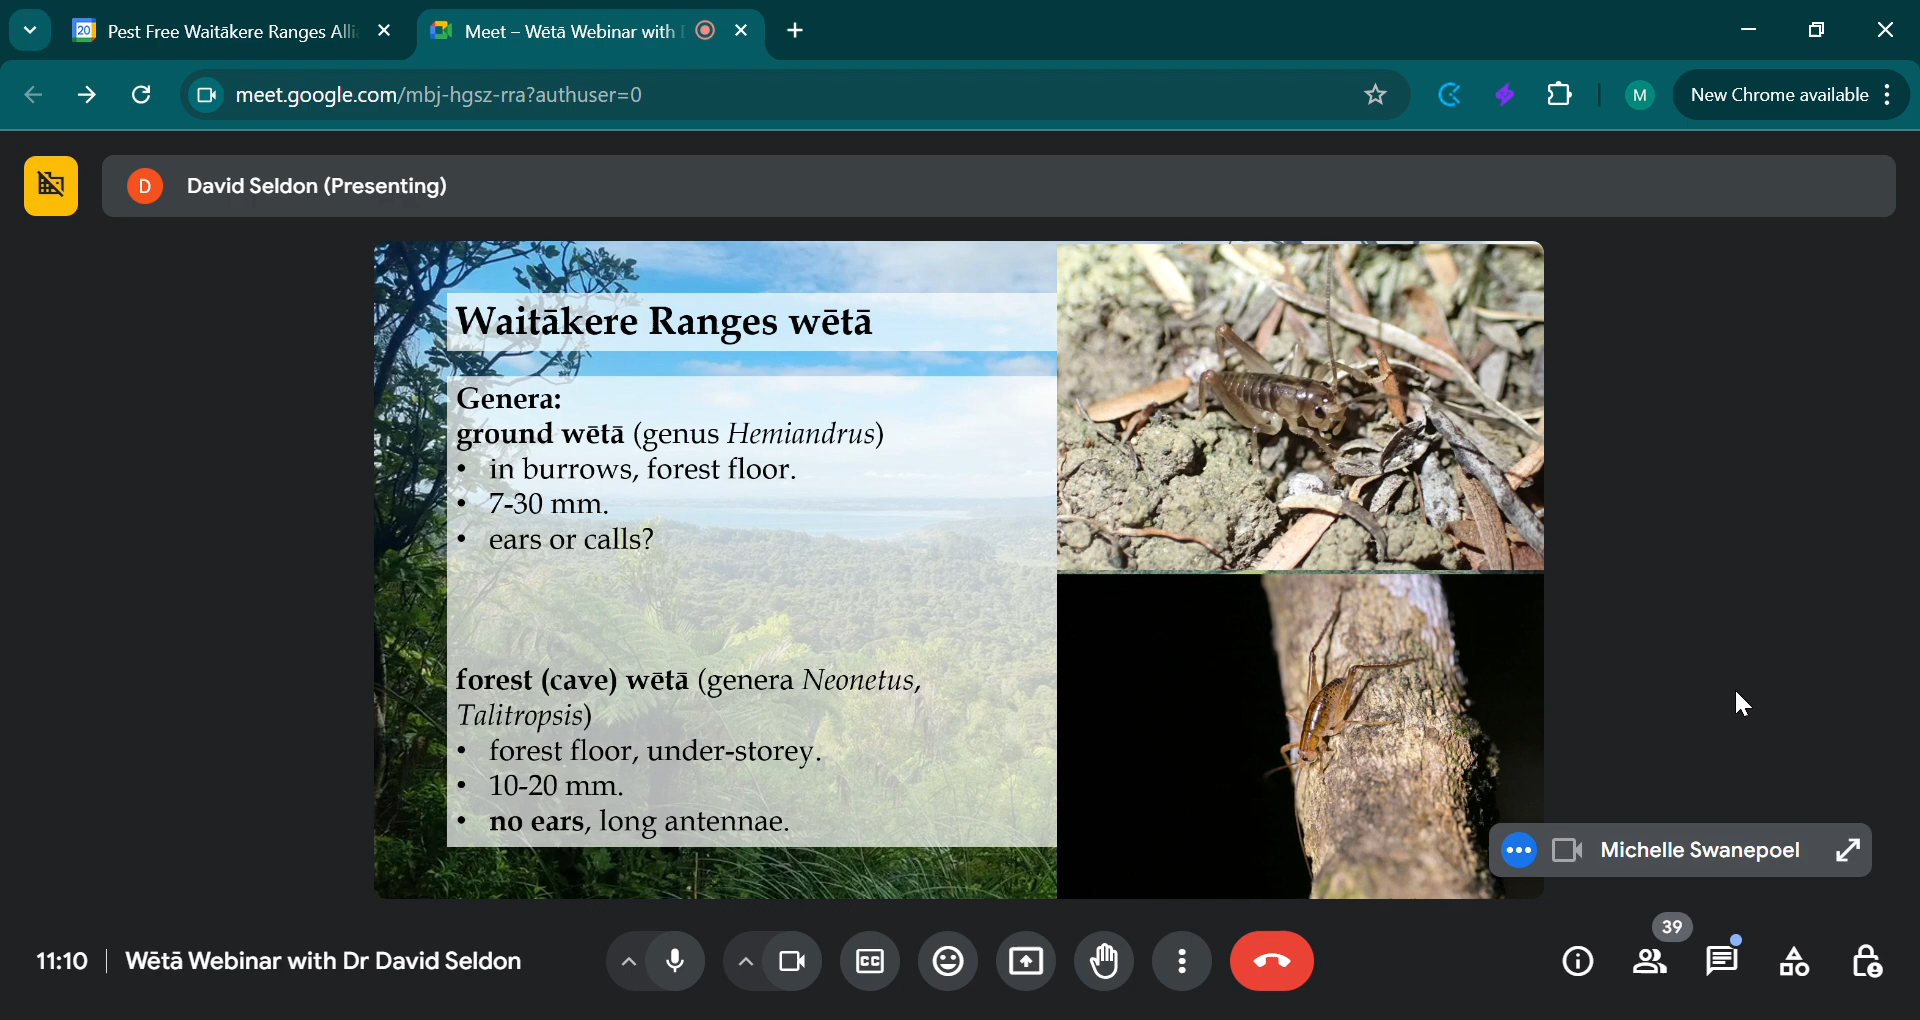 Pest Free Waitākere Ranges Alli
Meet – Wētā Webinar with
meet.google.com/mbj-hgsz-rra?authuser=0
M
New Chrome available
D
David Seldon (Presenting)
Waitākere Ranges wētā
Genera:
ground wētā (genus Hemiandrus)
• in burrows, forest floor.
• 7-30 mm.
• ears or calls?
forest (cave) wētā (genera Neonetus,
Talitropsis)
• forest floor, under-storey.
• 10-20 mm.
• no ears, long antennae.
Michelle Swanepoel
11:10 | Wētā Webinar with Dr David Seldon
CC
39